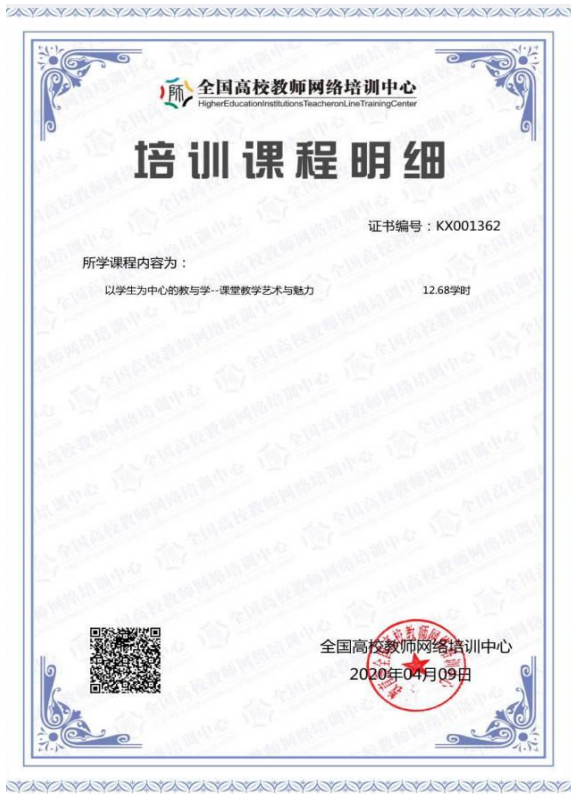 师
全国高校教师网络培训中心
HigherEducationInstitutionsTeacheronLineTrainingCenter
培训课程明细
证书编号：KX001362
所学课程内容为：
以学生为中心的教与学--课堂教学艺术与魅力 12.68学时
全国高校教师网络培训中心
2020年04月09日